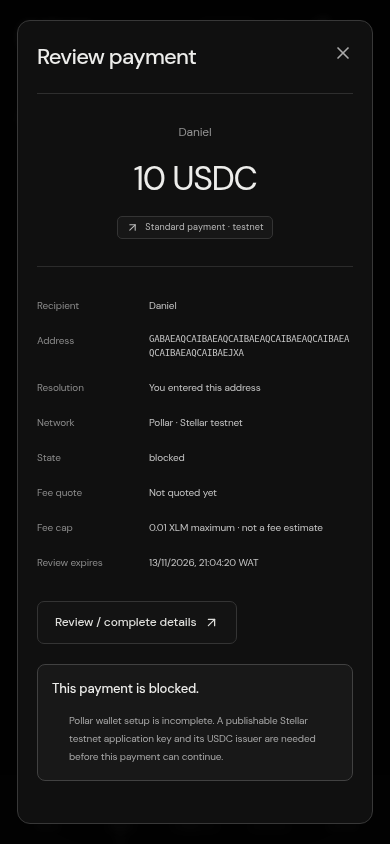 Review payment
Daniel
10 USDC
Standard payment · testnet
Recipient Daniel
Address GABAEAQCAIBAEAQCAIBAEAQCAIBAEAQCAIBAEA
QCAIBAEAQCAIBAEJXA
Resolution You entered this address
Network Pollar · Stellar testnet
State blocked
Fee quote Not quoted yet
Fee cap 0.01 XLM maximum · not a fee estimate
Review expires 13/11/2026, 21:04:20 WAT
Review / complete details
This payment is blocked.
Pollar wallet setup is incomplete. A publishable Stellar
testnet application key and its USDC issuer are needed
before this payment can continue.